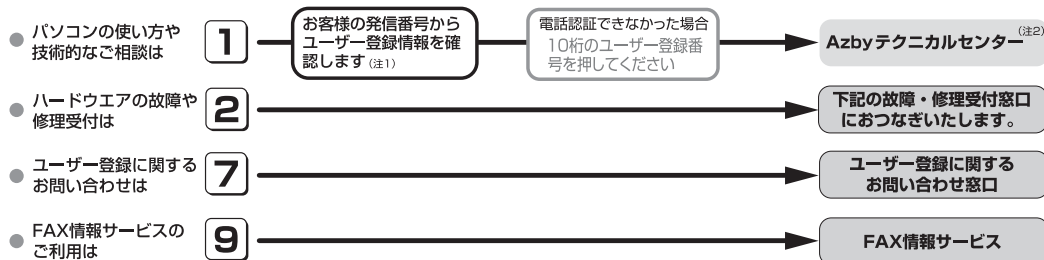 ● パソコンの使い方や
技術的なご相談は
1
お客様の発信番号から
ユーザー登録情報を確
認します(注1)
電話認証できなかった場合
10桁のユーザー登録番
号を押してください
Azbyテクニカルセンター(注2)
● ハードウエアの故障や
修理受付は
2
下記の故障・修理受付窓口
におつなぎいたします。
● ユーザー登録に関する
お問い合わせは
7
ユーザー登録に関する
お問い合わせ窓口
● FAX情報サービスの
ご利用は
9
FAX情報サービス